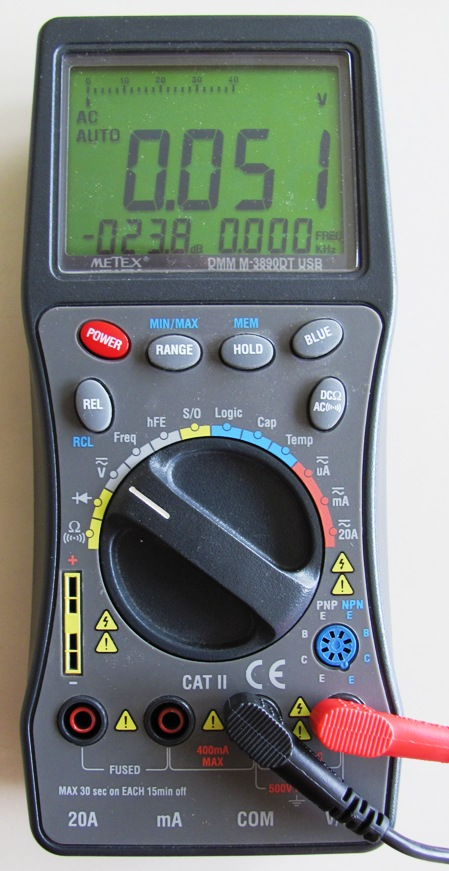 0 10 20 30 40
V
AC
AUTO
0.051
-023.8 dB 0.000 FREQ KHz
METEX® DMM M-3890DT USB
MIN/MAX MEM
POWER RANGE HOLD BLUE
REL DCΩ
AC
RCL
Freq hFE S/O Logic Cap Temp
V uA
mA
Ω 20A
+
PNP NPN
E E
B B
C C
E E
-
CAT II CE
400mA
MAX
FUSED
500V
MAX 30 sec on EACH 15min off
20A mA COM